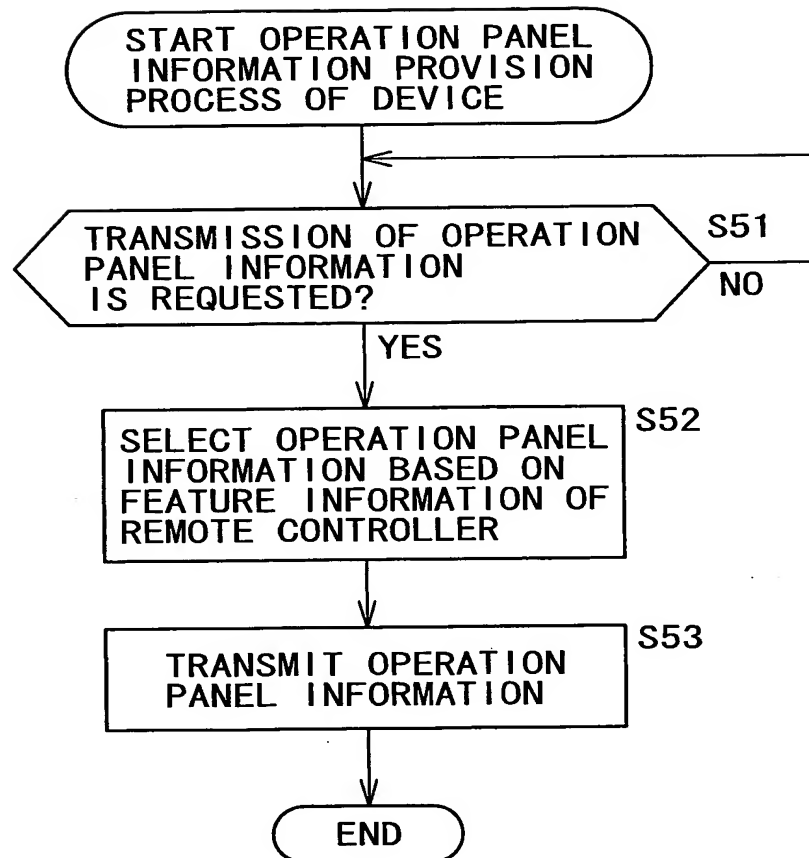 START OPERATION PANEL
INFORMATION PROVISION
PROCESS OF DEVICE
TRANSMISSION OF OPERATION
PANEL INFORMATION
IS REQUESTED?
S51
NO
YES
S52
SELECT OPERATION PANEL
INFORMATION BASED ON
FEATURE INFORMATION OF
REMOTE CONTROLLER
S53
TRANSMIT OPERATION
PANEL INFORMATION
END